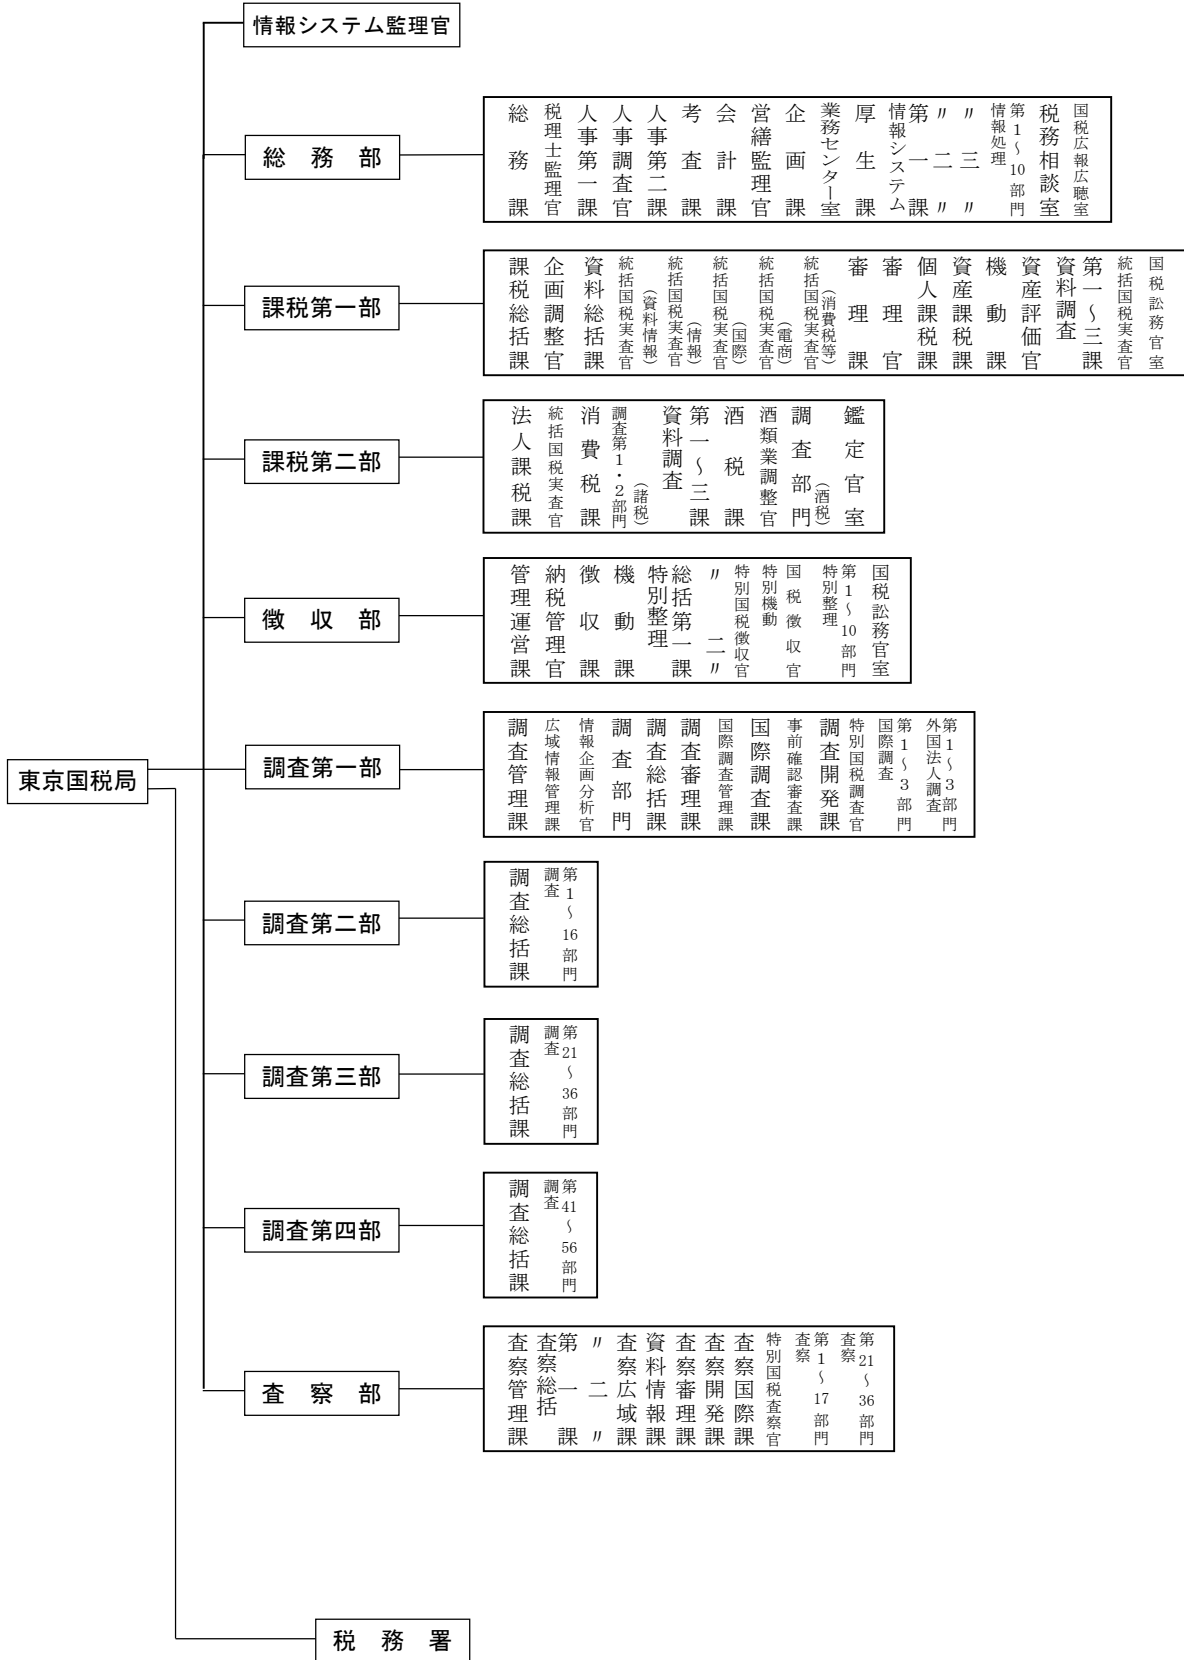 東京国税局
情報システム監理官
総務部
総務課
税理士監理官
人事第一課
人事調査官
人事第二課
考査課
会計課
営繕監理官
企画課
業務センター室
厚生課
情報システム
第一課
〃二〃
〃三〃
情報処理
第1~10部門
税務相談室
国税広報広聴室
課税第一部
課税総括課
企画調整官
資料総括課
統括国税実査官
(資料情報)
統括国税実査官
(情報)
統括国税実査官
(国際)
統括国税実査官
(電商)
統括国税実査官
(消費税等)
審理課
審理官
個人課税課
資産課税課
機動課
資産評価官
資料調査
第一~三課
統括国税実査官
国税訟務官室
課税第二部
法人課税課
統括国税実査官
消費税課
調査第1・2部門
(諸税)
資料調査
第一~三課
酒税課
酒類業調整官
調査部門
(酒税)
鑑定官室
徴収部
管理運営課
納税管理官
徴収課
機動課
特別整理
総括第一課
〃二〃
特別国税徴収官
特別機動
国税徴収官
特別整理
第1~10部門
国税訟務官室
調査第一部
調査管理課
広域情報管理課
情報企画分析官
調査部門
調査総括課
調査審理課
国際調査管理課
国際調査課
事前確認審査課
調査開発課
特別国税調査官
国際調査
第1~3部門
外国法人調査
第1~3部門
調査第二部
調査総括課
調査
第1~16部門
調査第三部
調査総括課
調査
第21~36部門
調査第四部
調査総括課
調査
第41~56部門
査察部
査察管理課
査察総括
第一課
〃二〃
査察広域課
資料情報課
査察審理課
査察開発課
査察国際課
特別国税査察官
査察
第1~17部門
査察
第21~36部門
税務署